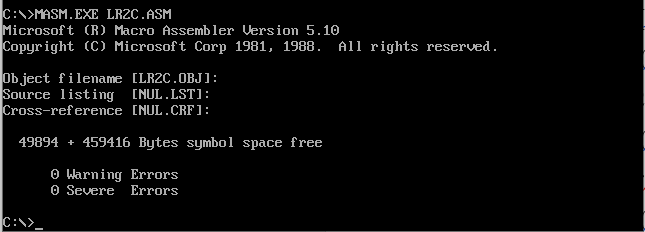 C:\>MASM.EXE LR2C.ASM
Microsoft (R) Macro Assembler Version 5.10
Copyright (C) Microsoft Corp 1981, 1988.  All rights reserved.
Object filename [LR2C.OBJ]:
Source listing  [NUL.LST]:
Cross-reference [NUL.CRF]:
  49894 + 459416 Bytes symbol space free
      0 Warning Errors
      0 Severe  Errors
C:\>_